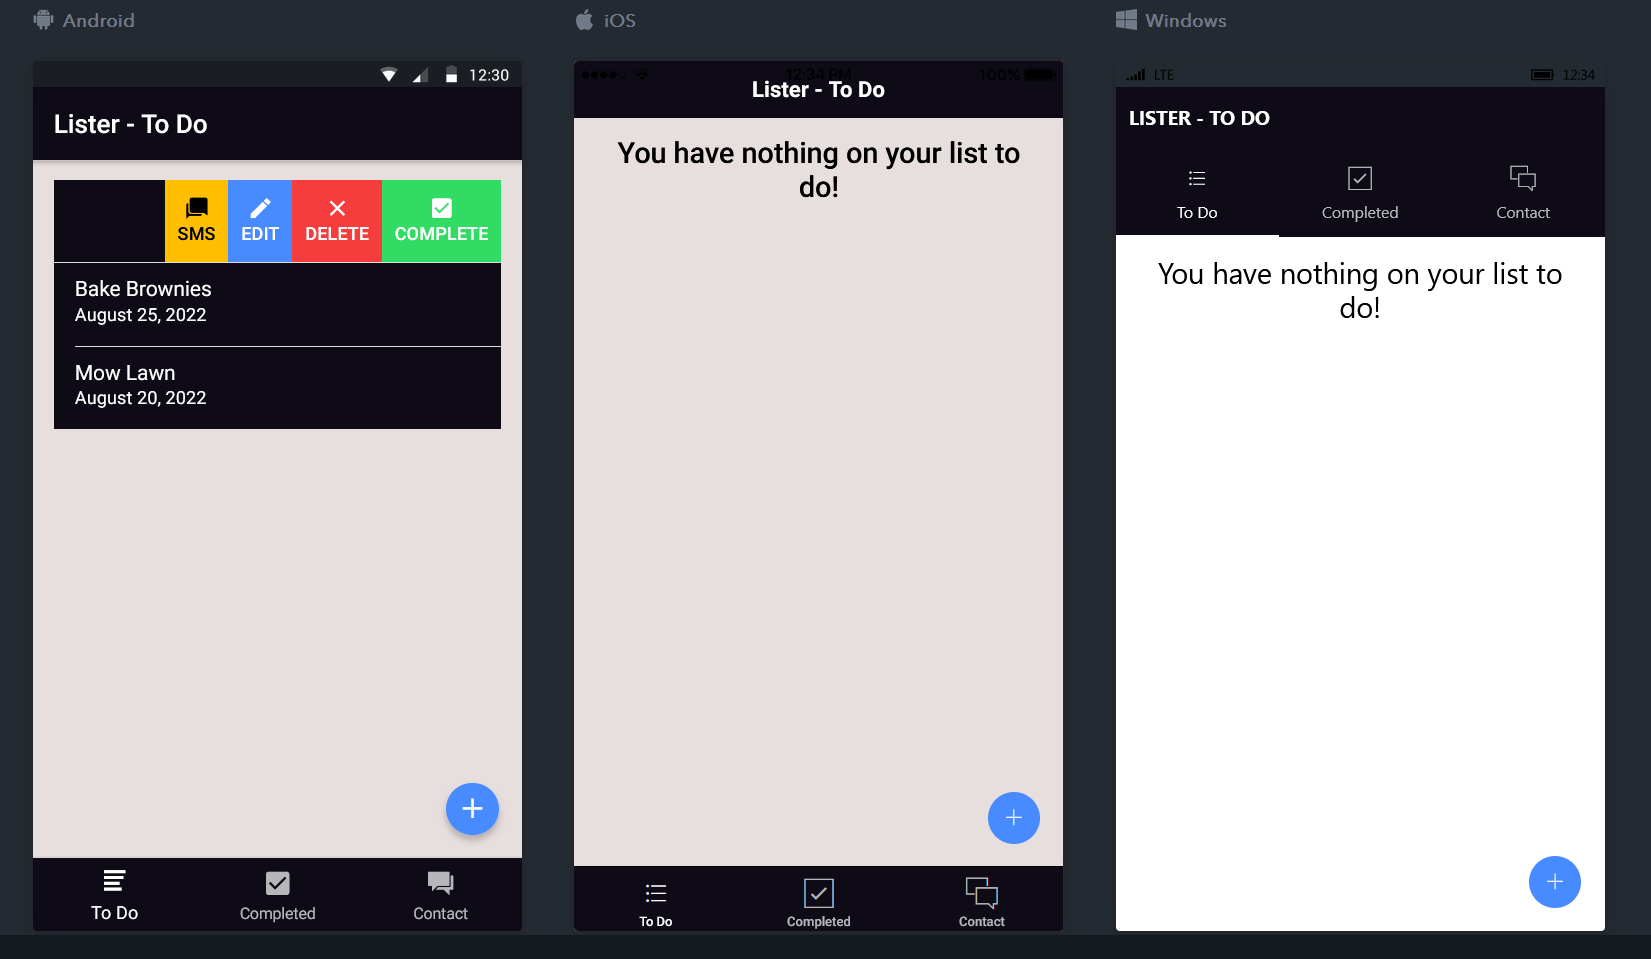 Android
12:30
Lister - To Do
SMS
EDIT
DELETE
COMPLETE
Bake Brownies
August 25, 2022
Mow Lawn
August 20, 2022
To Do
Completed
Contact
iOS
12:34 PM
100%
Lister - To Do
You have nothing on your list to
do!
To Do
Completed
Contact
Windows
LTE
12:34
LISTER - TO DO
To Do
Completed
Contact
You have nothing on your list to
do!